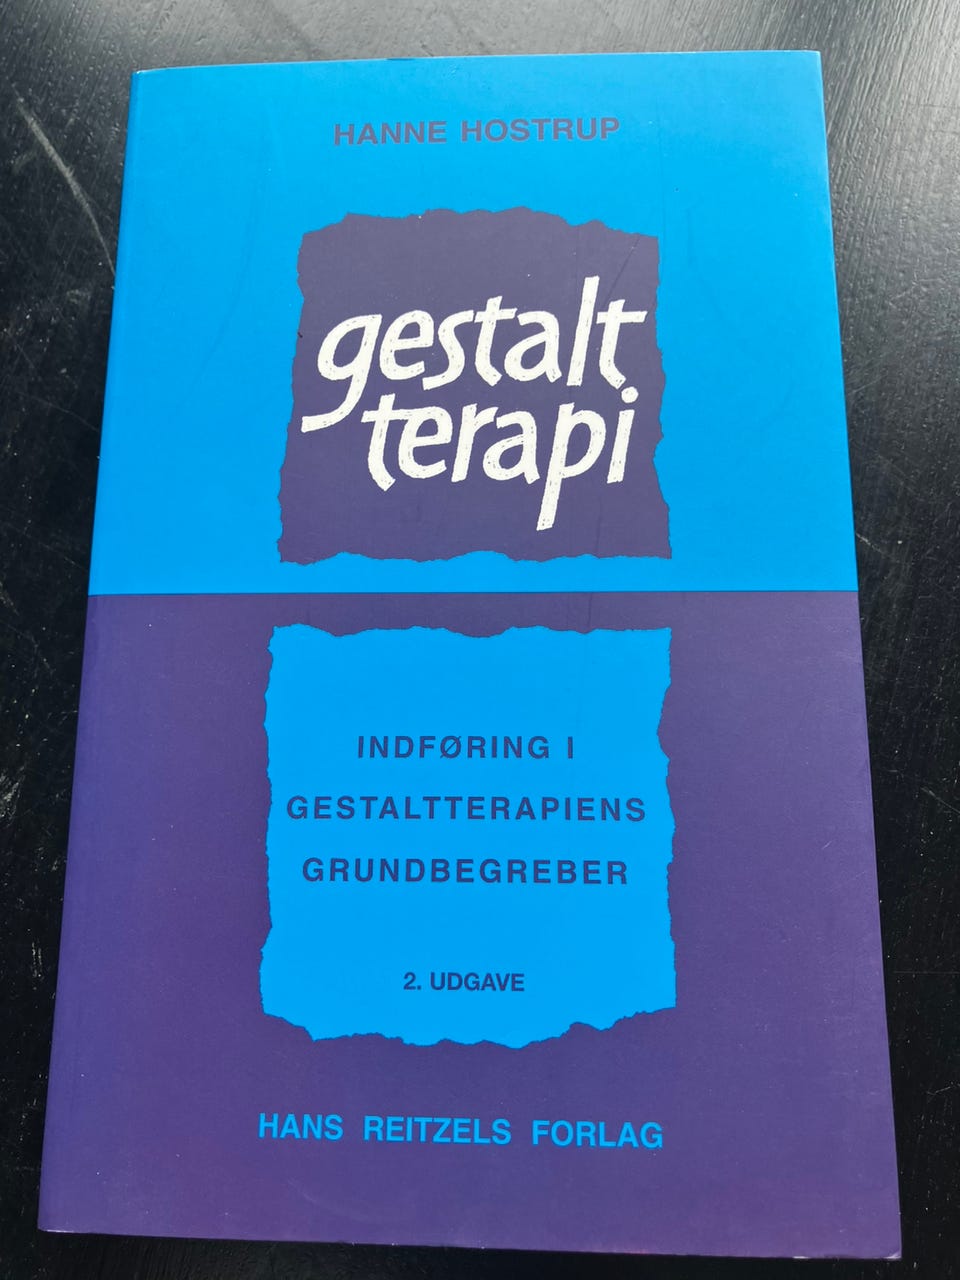 HANNE HOSTRUP
gestalt
terapi
INDFØRING I
GESTALTTERAPIENS
GRUNDBEGREBER
2. UDGAVE
HANS REITZELS FORLAG